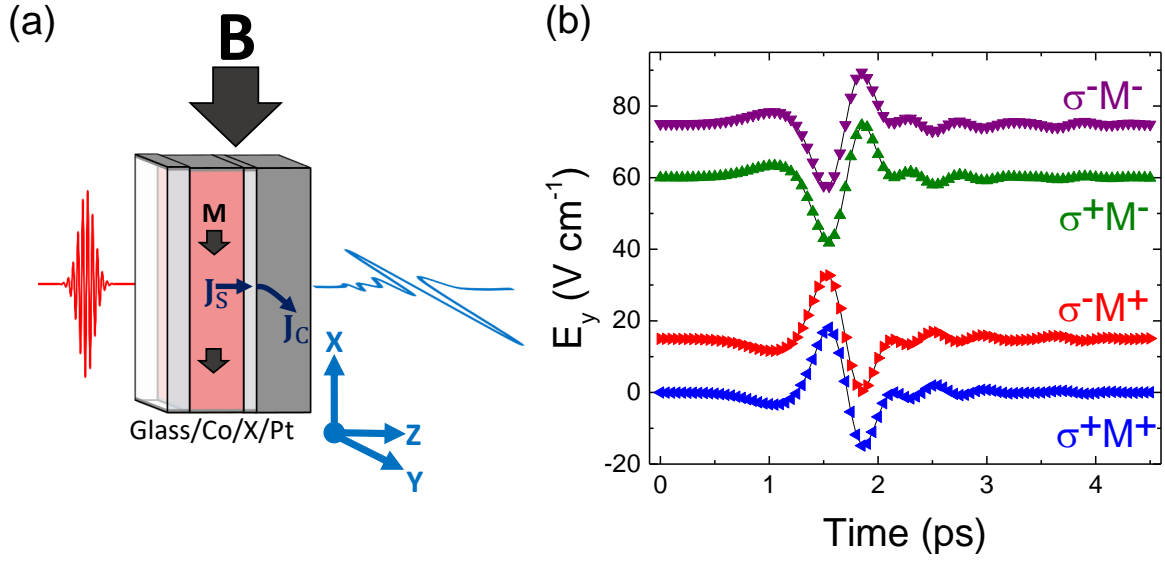 (a)
B
M
J_S
J_C
X
Z
Y
Glass/Co/X/Pt
(b)
E_y (V cm⁻¹)
80
60
40
20
0
-20
σ⁻M⁻
σ⁺M⁻
σ⁻M⁺
σ⁺M⁺
0 1 2 3 4
Time (ps)